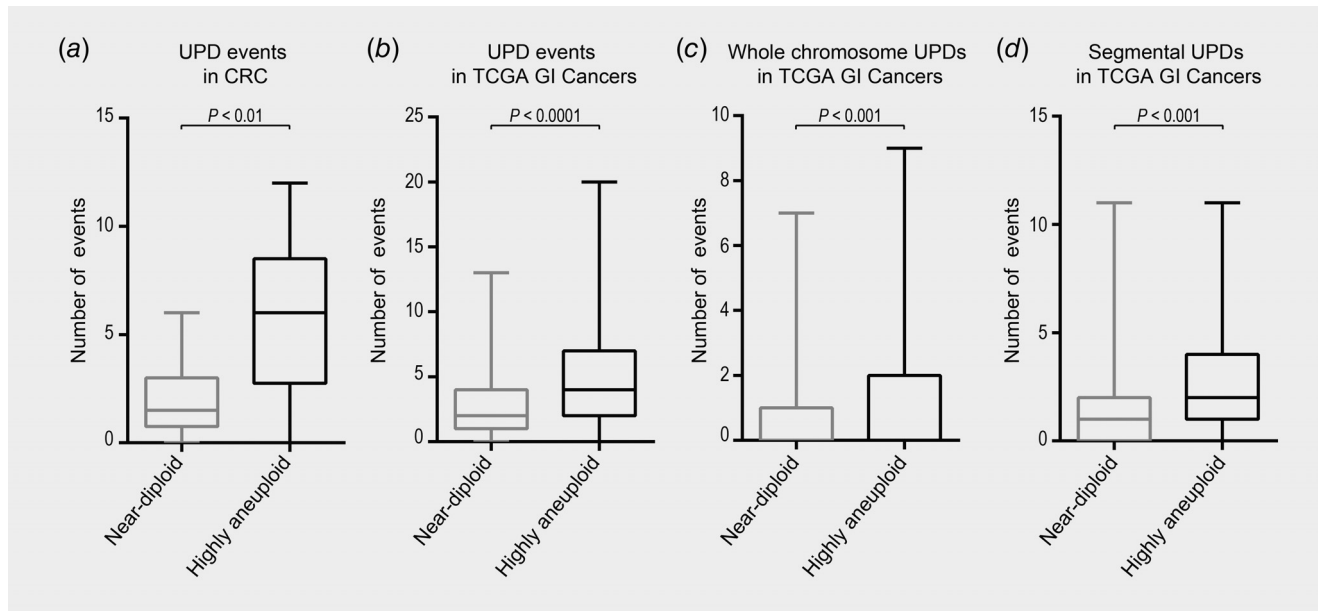 (a)
UPD events
in CRC
P < 0.01
15
10
5
0
Number of events
Near-diploid
Highly aneuploid
(b)
UPD events
in TCGA GI Cancers
P < 0.0001
25
20
15
10
5
0
Number of events
Near-diploid
Highly aneuploid
(c)
Whole chromosome UPDs
in TCGA GI Cancers
P < 0.001
10
8
6
4
2
0
Number of events
Near-diploid
Highly aneuploid
(d)
Segmental UPDs
in TCGA GI Cancers
P < 0.001
15
10
5
0
Number of events
Near-diploid
Highly aneuploid